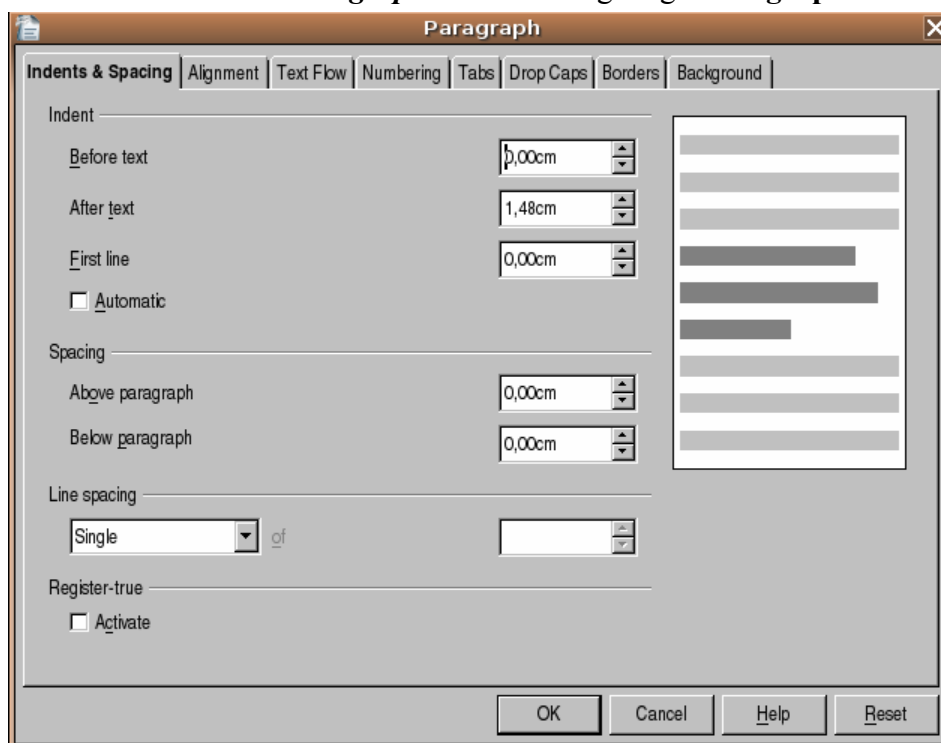 Paragraph
Indents & Spacing Alignment Text Flow Numbering Tabs Drop Caps Borders Background
Indent
Before text 0,00cm
After text 1,48cm
First line 0,00cm
Automatic
Spacing
Above paragraph 0,00cm
Below paragraph 0,00cm
Line spacing
Single of
Register-true
Activate
OK Cancel Help Reset